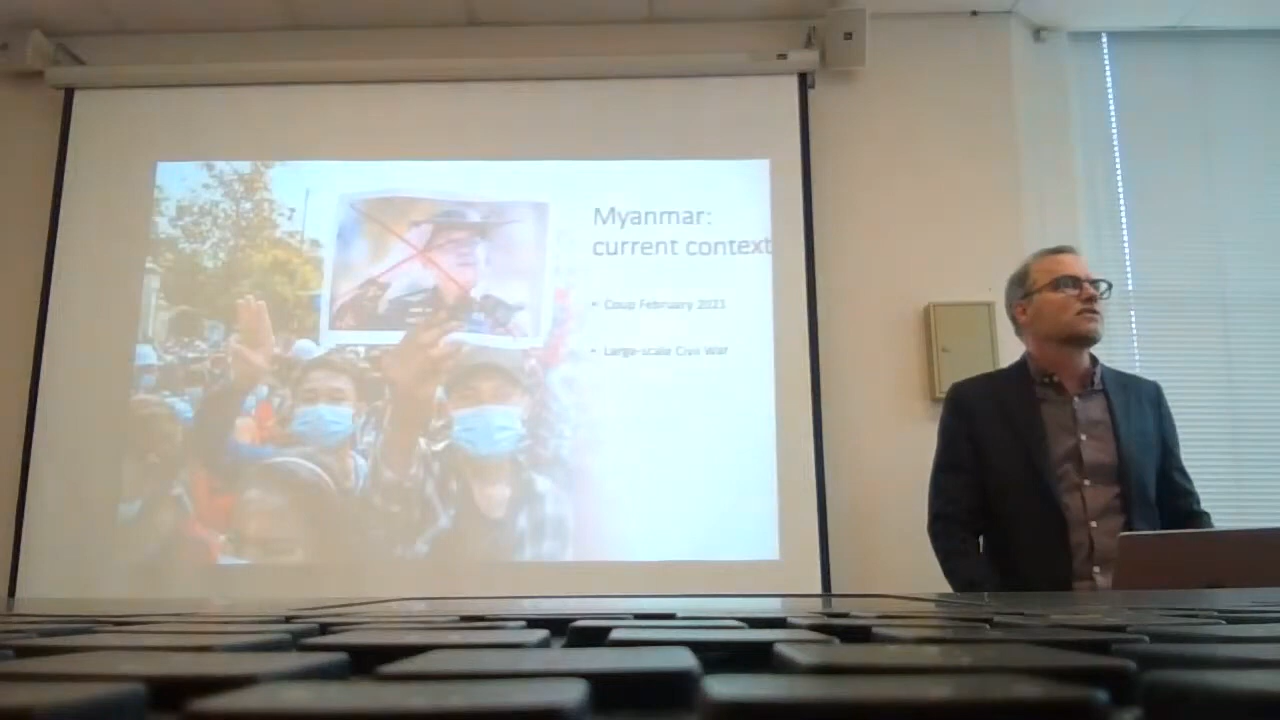 Myanmar:
current context
• Coup February 2021
• Large-scale Civil War